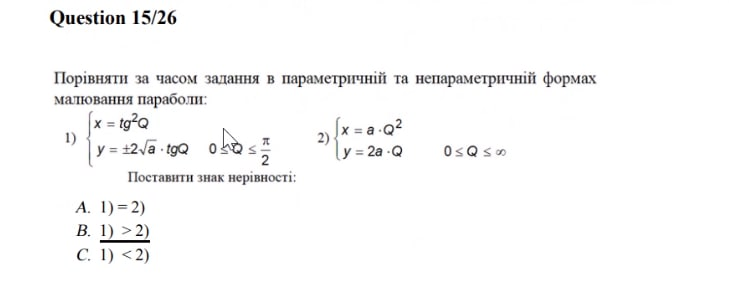 Question 15/26
Порівняти за часом задання в параметричній та непараметричній формах
малювання параболи:
1) { x = tg²Q
y = ±2√a · tgQ 0 ≤ Q ≤ π/2
2) { x = a · Q²
y = 2a · Q 0 ≤ Q ≤ ∞
Поставити знак нерівності:
A. 1) = 2)
B. 1) > 2)
C. 1) < 2)